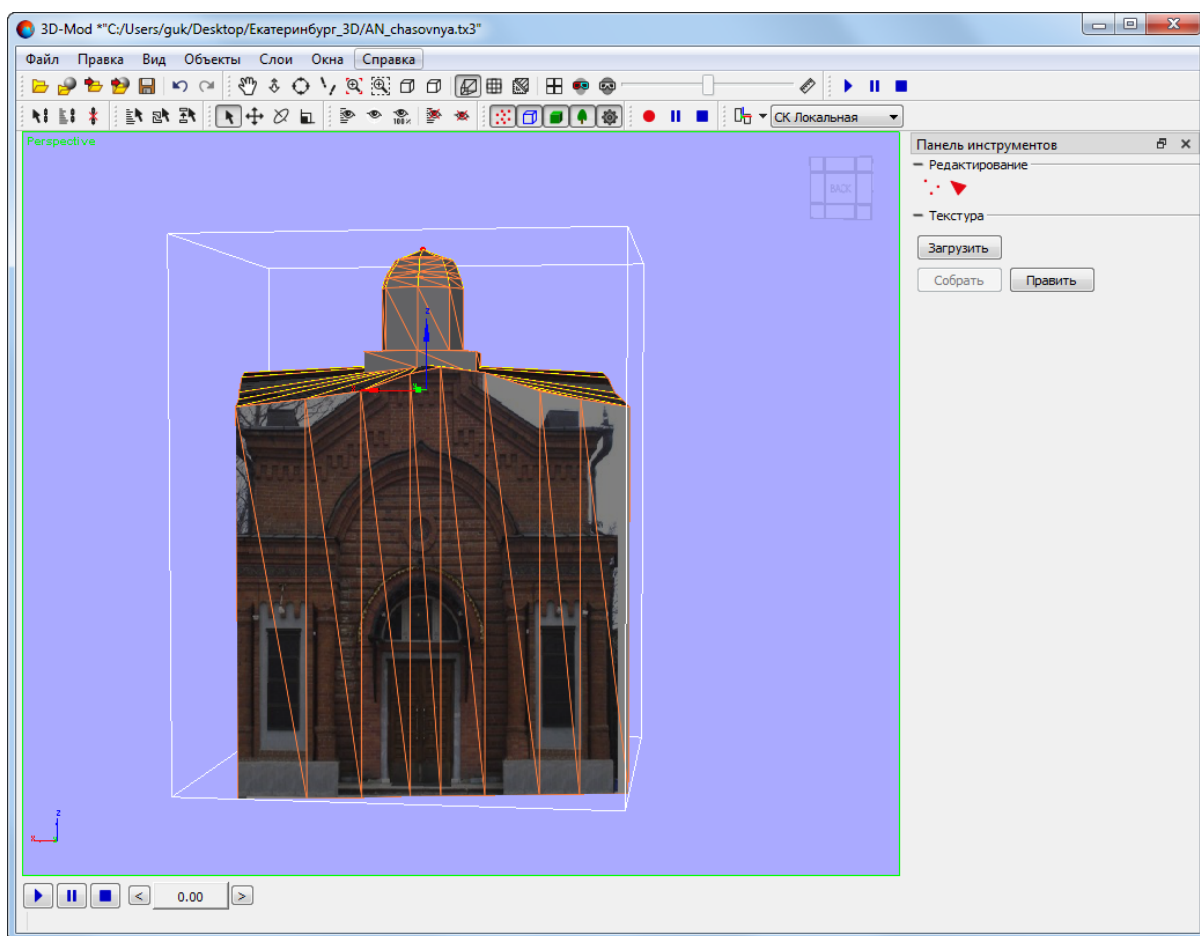 3D-Mod *"C:/Users/guk/Desktop/Екатеринбург_3D/AN_chasovnya.tx3"
Файл Правка Вид Объекты Слои Окна Справка
100%
СК Локальная
Perspective
BACK
Панель инструментов
Редактирование
Текстура
Загрузить
Собрать Править
z
z
x
< 0.00 >